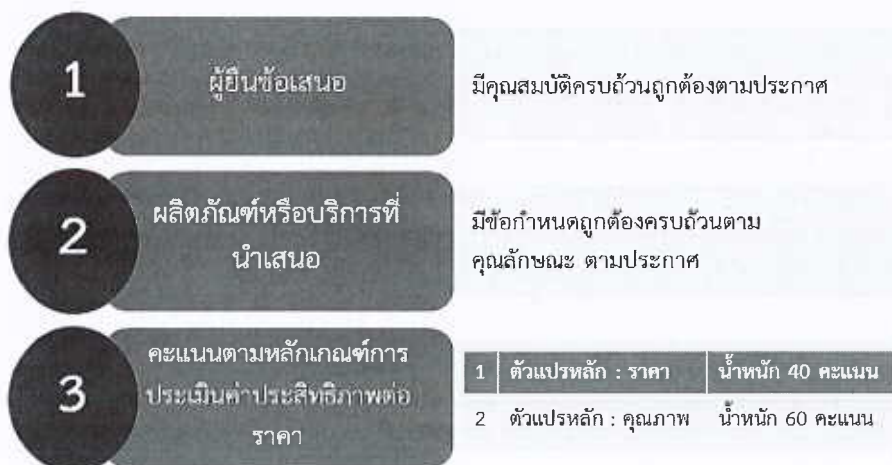 1
ผู้ยื่นข้อเสนอ
มีคุณสมบัติครบถ้วนถูกต้องตามประกาศ
2
ผลิตภัณฑ์หรือบริการที่
นำเสนอ
มีข้อกำหนดถูกต้องครบถ้วนตาม
คุณลักษณะ ตามประกาศ
3
คะแนนตามหลักเกณฑ์การ
ประเมินค่าประสิทธิภาพต่อ
ราคา
1 ตัวแปรหลัก : ราคา น้ำหนัก 40 คะแนน
2 ตัวแปรหลัก : คุณภาพ น้ำหนัก 60 คะแนน